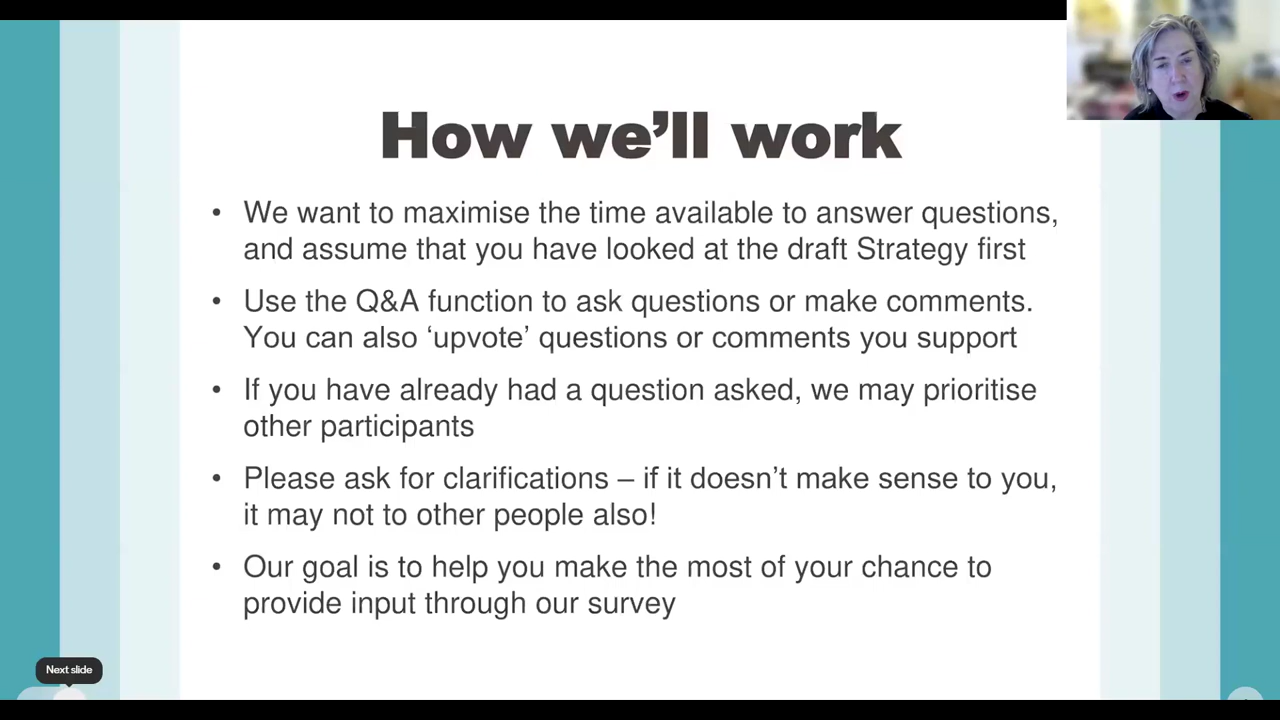 How we’ll work
• We want to maximise the time available to answer questions,
and assume that you have looked at the draft Strategy first
• Use the Q&A function to ask questions or make comments.
You can also ‘upvote’ questions or comments you support
• If you have already had a question asked, we may prioritise
other participants
• Please ask for clarifications – if it doesn’t make sense to you,
it may not to other people also!
• Our goal is to help you make the most of your chance to
provide input through our survey
Next slide